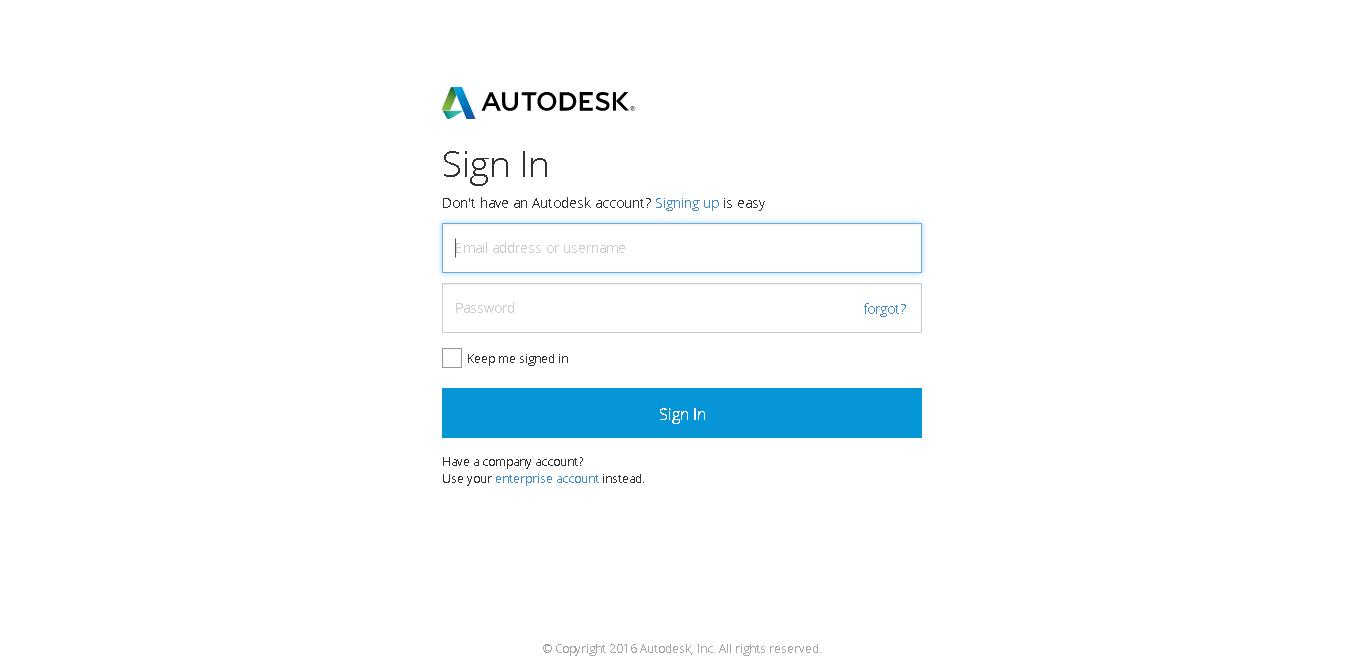 AUTODESK®
Sign In
Don't have an Autodesk account? Signing up is easy
Email address or username
Password forgot?
Keep me signed in
Sign In
Have a company account?
Use your enterprise account instead.
© Copyright 2016 Autodesk, Inc. All rights reserved.